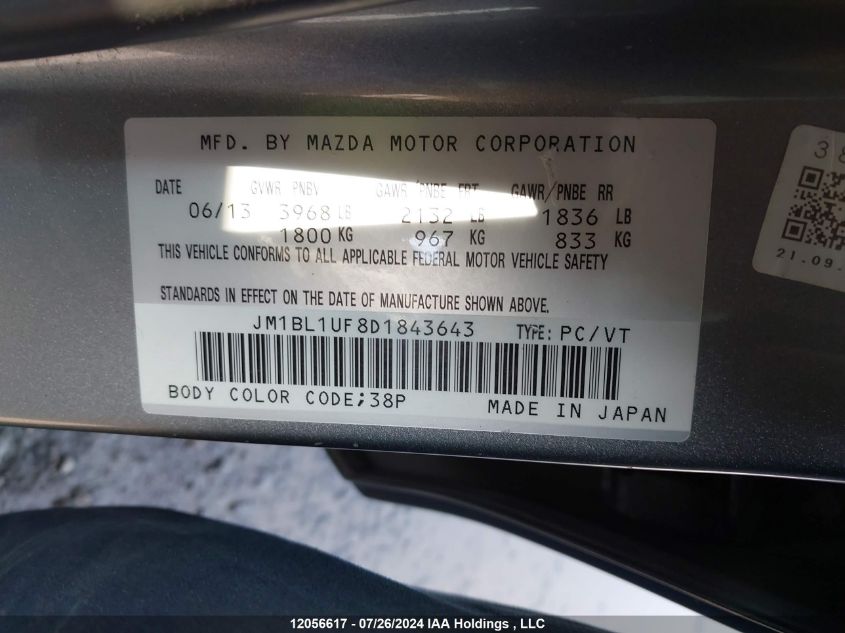 MFD. BY MAZDA MOTOR CORPORATION
DATE GVWR PNBV GAWR/PNBE FRT GAWR/PNBE RR
06/13 3968 LB 2132 LB 1836 LB
1800 KG 967 KG 833 KG
THIS VEHICLE CONFORMS TO ALL APPLICABLE FEDERAL MOTOR VEHICLE SAFETY
STANDARDS IN EFFECT ON THE DATE OF MANUFACTURE SHOWN ABOVE.
JM1BL1UF8D1843643 TYPE: PC/VT
BODY COLOR CODE;38P MADE IN JAPAN
21.09.
12056617 - 07/26/2024 IAA Holdings , LLC